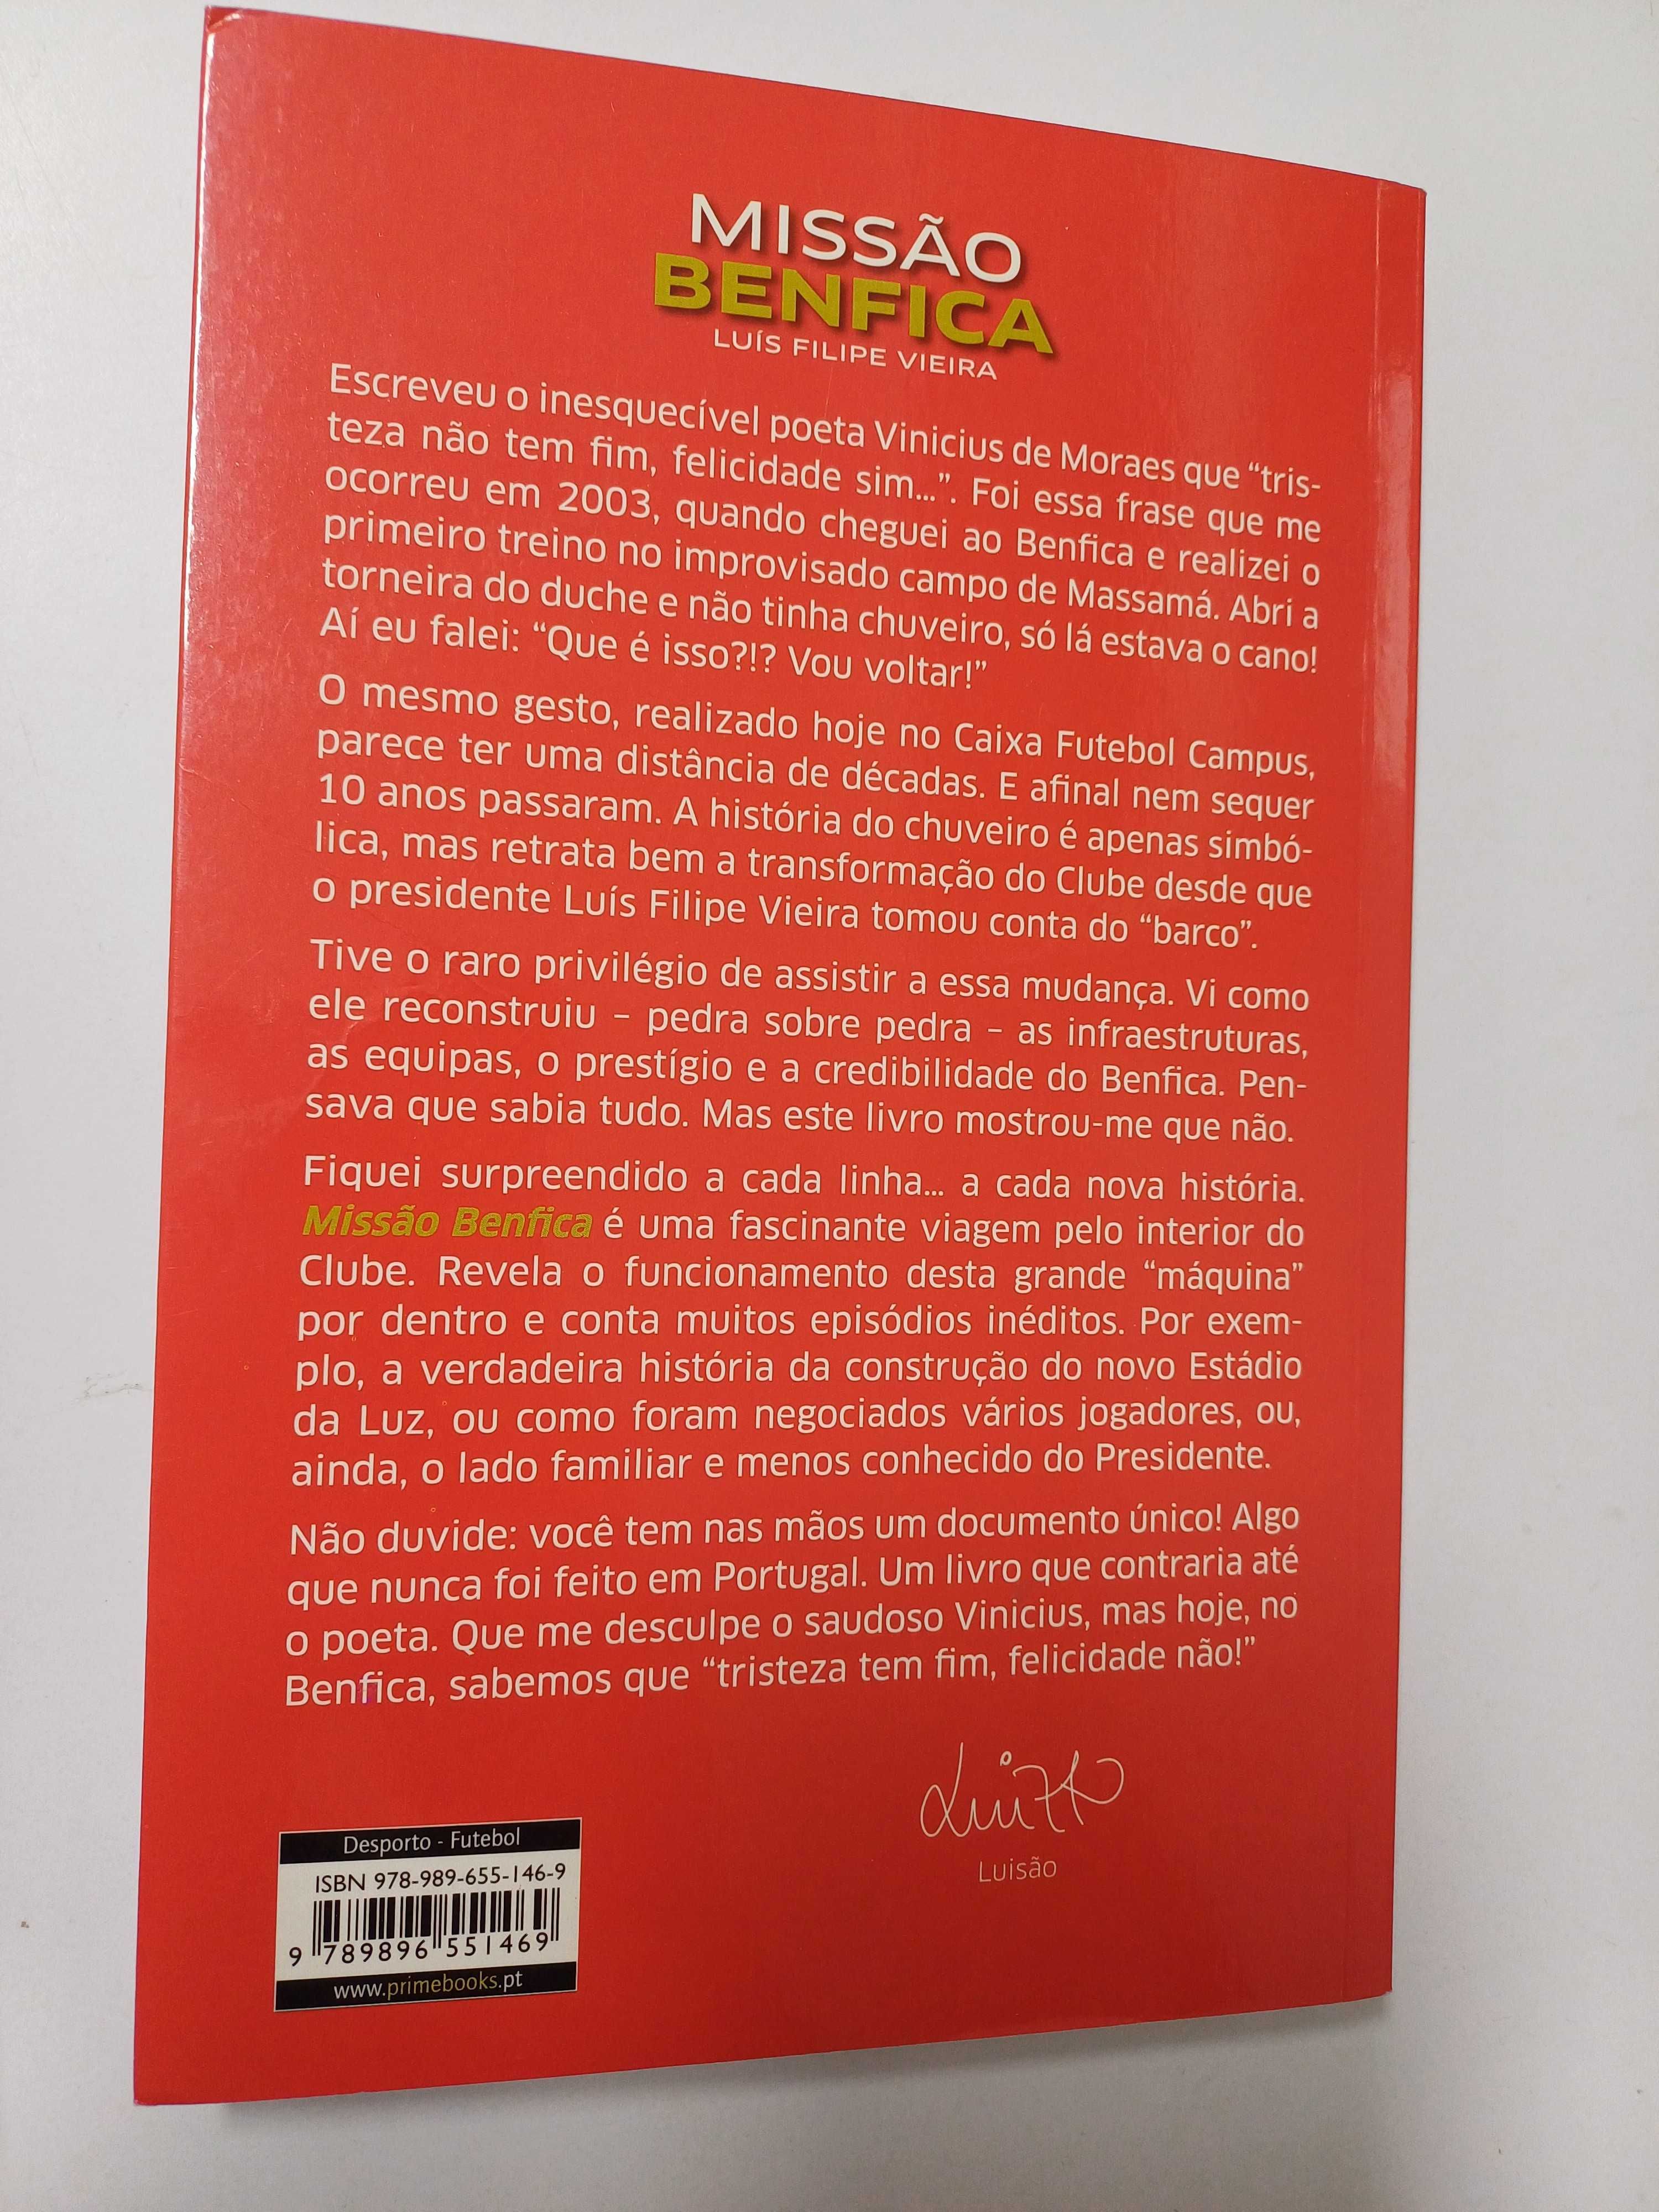 MISSÃO
BENFICA
LUÍS FILIPE VIEIRA
Escreveu o inesquecível poeta Vinicius de Moraes que “tris-
teza não tem fim, felicidade sim...”. Foi essa frase que me
ocorreu em 2003, quando cheguei ao Benfica e realizei o
primeiro treino no improvisado campo de Massamá. Abri a
torneira do duche e não tinha chuveiro, só lá estava o cano!
Aí eu falei: “Que é isso?!? Vou voltar!”
O mesmo gesto, realizado hoje no Caixa Futebol Campus,
parece ter uma distância de décadas. E afinal nem sequer
10 anos passaram. A história do chuveiro é apenas simbó-
lica, mas retrata bem a transformação do Clube desde que
o presidente Luís Filipe Vieira tomou conta do “barco”.
Tive o raro privilégio de assistir a essa mudança. Vi como
ele reconstruiu – pedra sobre pedra – as infraestruturas,
as equipas, o prestígio e a credibilidade do Benfica. Pen-
sava que sabia tudo. Mas este livro mostrou-me que não.
Fiquei surpreendido a cada linha... a cada nova história.
Missão Benfica é uma fascinante viagem pelo interior do
Clube. Revela o funcionamento desta grande “máquina”
por dentro e conta muitos episódios inéditos. Por exem-
plo, a verdadeira história da construção do novo Estádio
da Luz, ou como foram negociados vários jogadores, ou,
ainda, o lado familiar e menos conhecido do Presidente.
Não duvide: você tem nas mãos um documento único! Algo
que nunca foi feito em Portugal. Um livro que contraria até
o poeta. Que me desculpe o saudoso Vinicius, mas hoje, no
Benfica, sabemos que “tristeza tem fim, felicidade não!”
Luisão
Luisão
Desporto - Futebol
ISBN 978-989-655-146-9
9 789896 551469
www.primebooks.pt